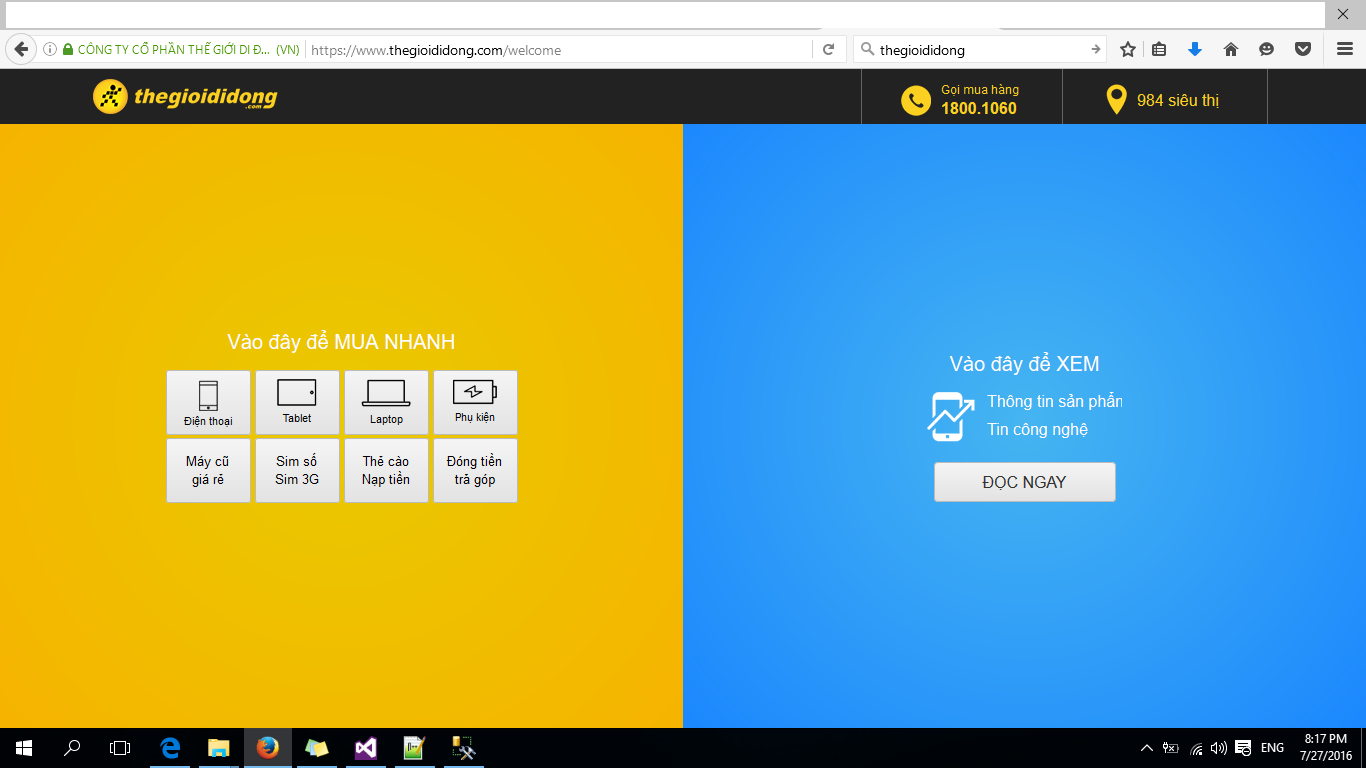 CÔNG TY CỔ PHẦN THẾ GIỚI DI Đ... (VN)
https://www.thegioididong.com/welcome
thegioididong
thegioididong
.com
Gọi mua hàng
1800.1060
984 siêu thị
Vào đây để MUA NHANH
Điện thoại
Tablet
Laptop
Phụ kiện
Máy cũ
giá rẻ
Sim số
Sim 3G
Thẻ cào
Nạp tiền
Đóng tiền
trả góp
Vào đây để XEM
Thông tin sản phẩn
Tin công nghệ
ĐỌC NGAY
ENG
8:17 PM
7/27/2016